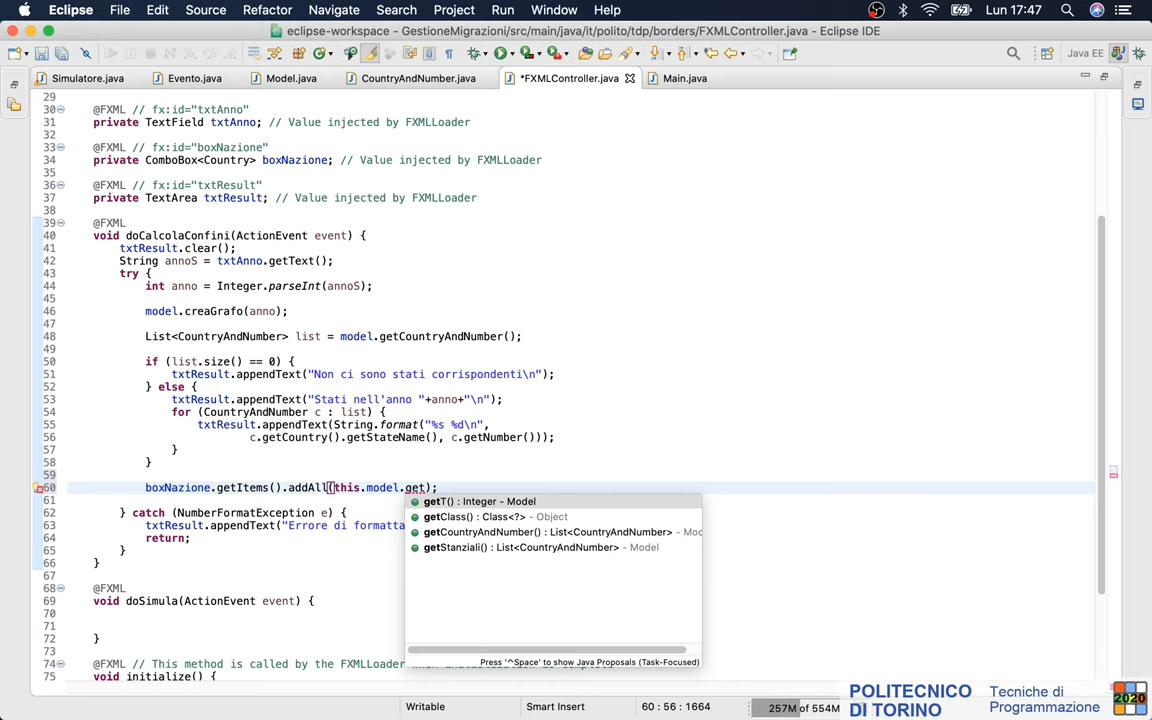 Eclipse File Edit Source Refactor Navigate Search Project Run Window Help Lun 17:47
eclipse-workspace - GestioneMigrazioni/src/main/java/it/polito/tdp/borders/FXMLController.java - Eclipse IDE
Java EE
Simulatore.java Evento.java Model.java CountryAndNumber.java *FXMLController.java Main.java
29
30 @FXML // fx:id="txtAnno"
31 private TextField txtAnno; // Value injected by FXMLLoader
32
33 @FXML // fx:id="boxNazione"
34 private ComboBox<Country> boxNazione; // Value injected by FXMLLoader
35
36 @FXML // fx:id="txtResult"
37 private TextArea txtResult; // Value injected by FXMLLoader
38
39 @FXML
40 void doCalcolaConfini(ActionEvent event) {
41 txtResult.clear();
42 String annoS = txtAnno.getText();
43 try {
44 int anno = Integer.parseInt(annoS);
45
46 model.creaGrafo(anno);
47
48 List<CountryAndNumber> list = model.getCountryAndNumber();
49
50 if (list.size() == 0) {
51 txtResult.appendText("Non ci sono stati corrispondenti\n");
52 } else {
53 txtResult.appendText("Stati nell'anno "+anno+"\n");
54 for (CountryAndNumber c : list) {
55 txtResult.appendText(String.format("%s %d\n",
56 c.getCountry().getStateName(), c.getNumber()));
57 }
58 }
59
60 boxNazione.getItems().addAll(this.model.get);
61 getT() : Integer - Model
getClass() : Class<?> - Object
62 } catch (NumberFormatException e) {
getCountryAndNumber() : List<CountryAndNumber> - Mod
63 txtResult.appendText("Errore di formatta
64 return;
getStanziali() : List<CountryAndNumber> - Model
65 }
66 }
67
68 @FXML
69 void doSimula(ActionEvent event) {
70
71
72 }
73
Press '^Space' to show Java Proposals (Task-Focused)
74 @FXML // This method is called by the FXMLLoader when initialization is complete
75 void initialize() {
Writable Smart Insert 60 : 56 : 1664 257M of 554M
POLITECNICO
DI TORINO
Tecniche di
Programmazione
2020